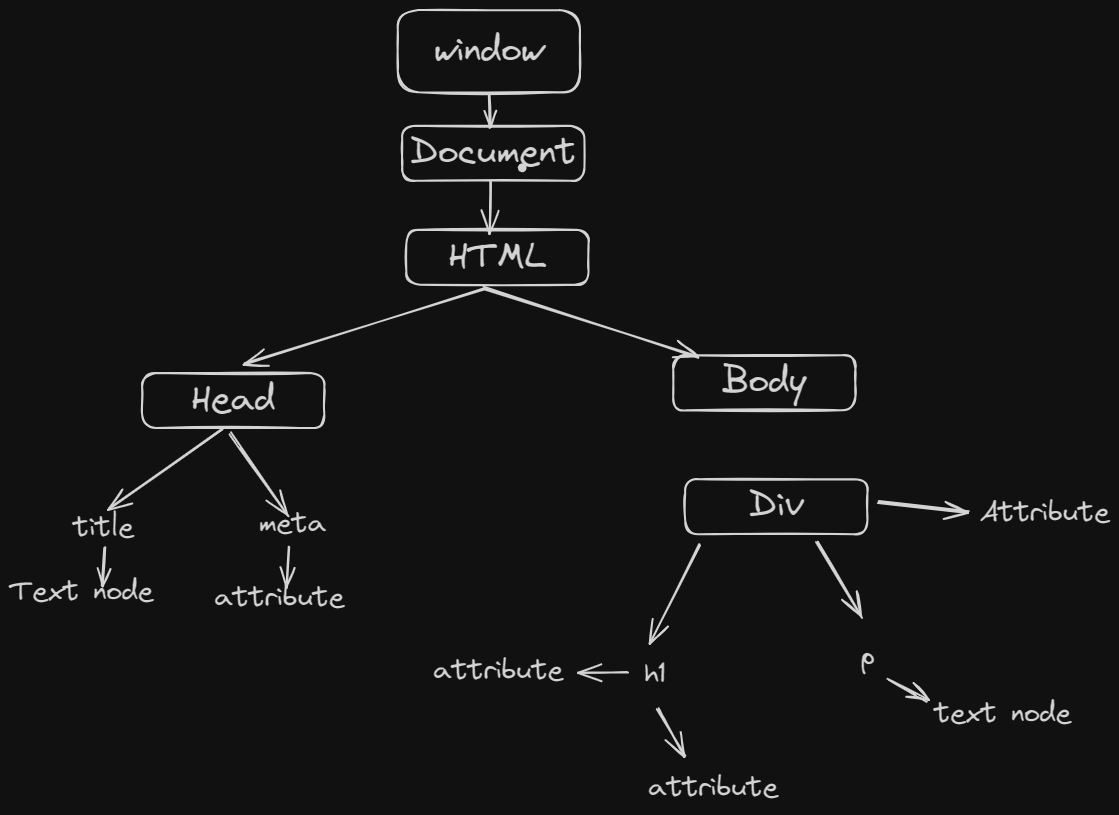 window
Document
HTML
Head
Body
Div
Attribute
title
meta
Text node
attribute
attribute
h1
p
text node
attribute